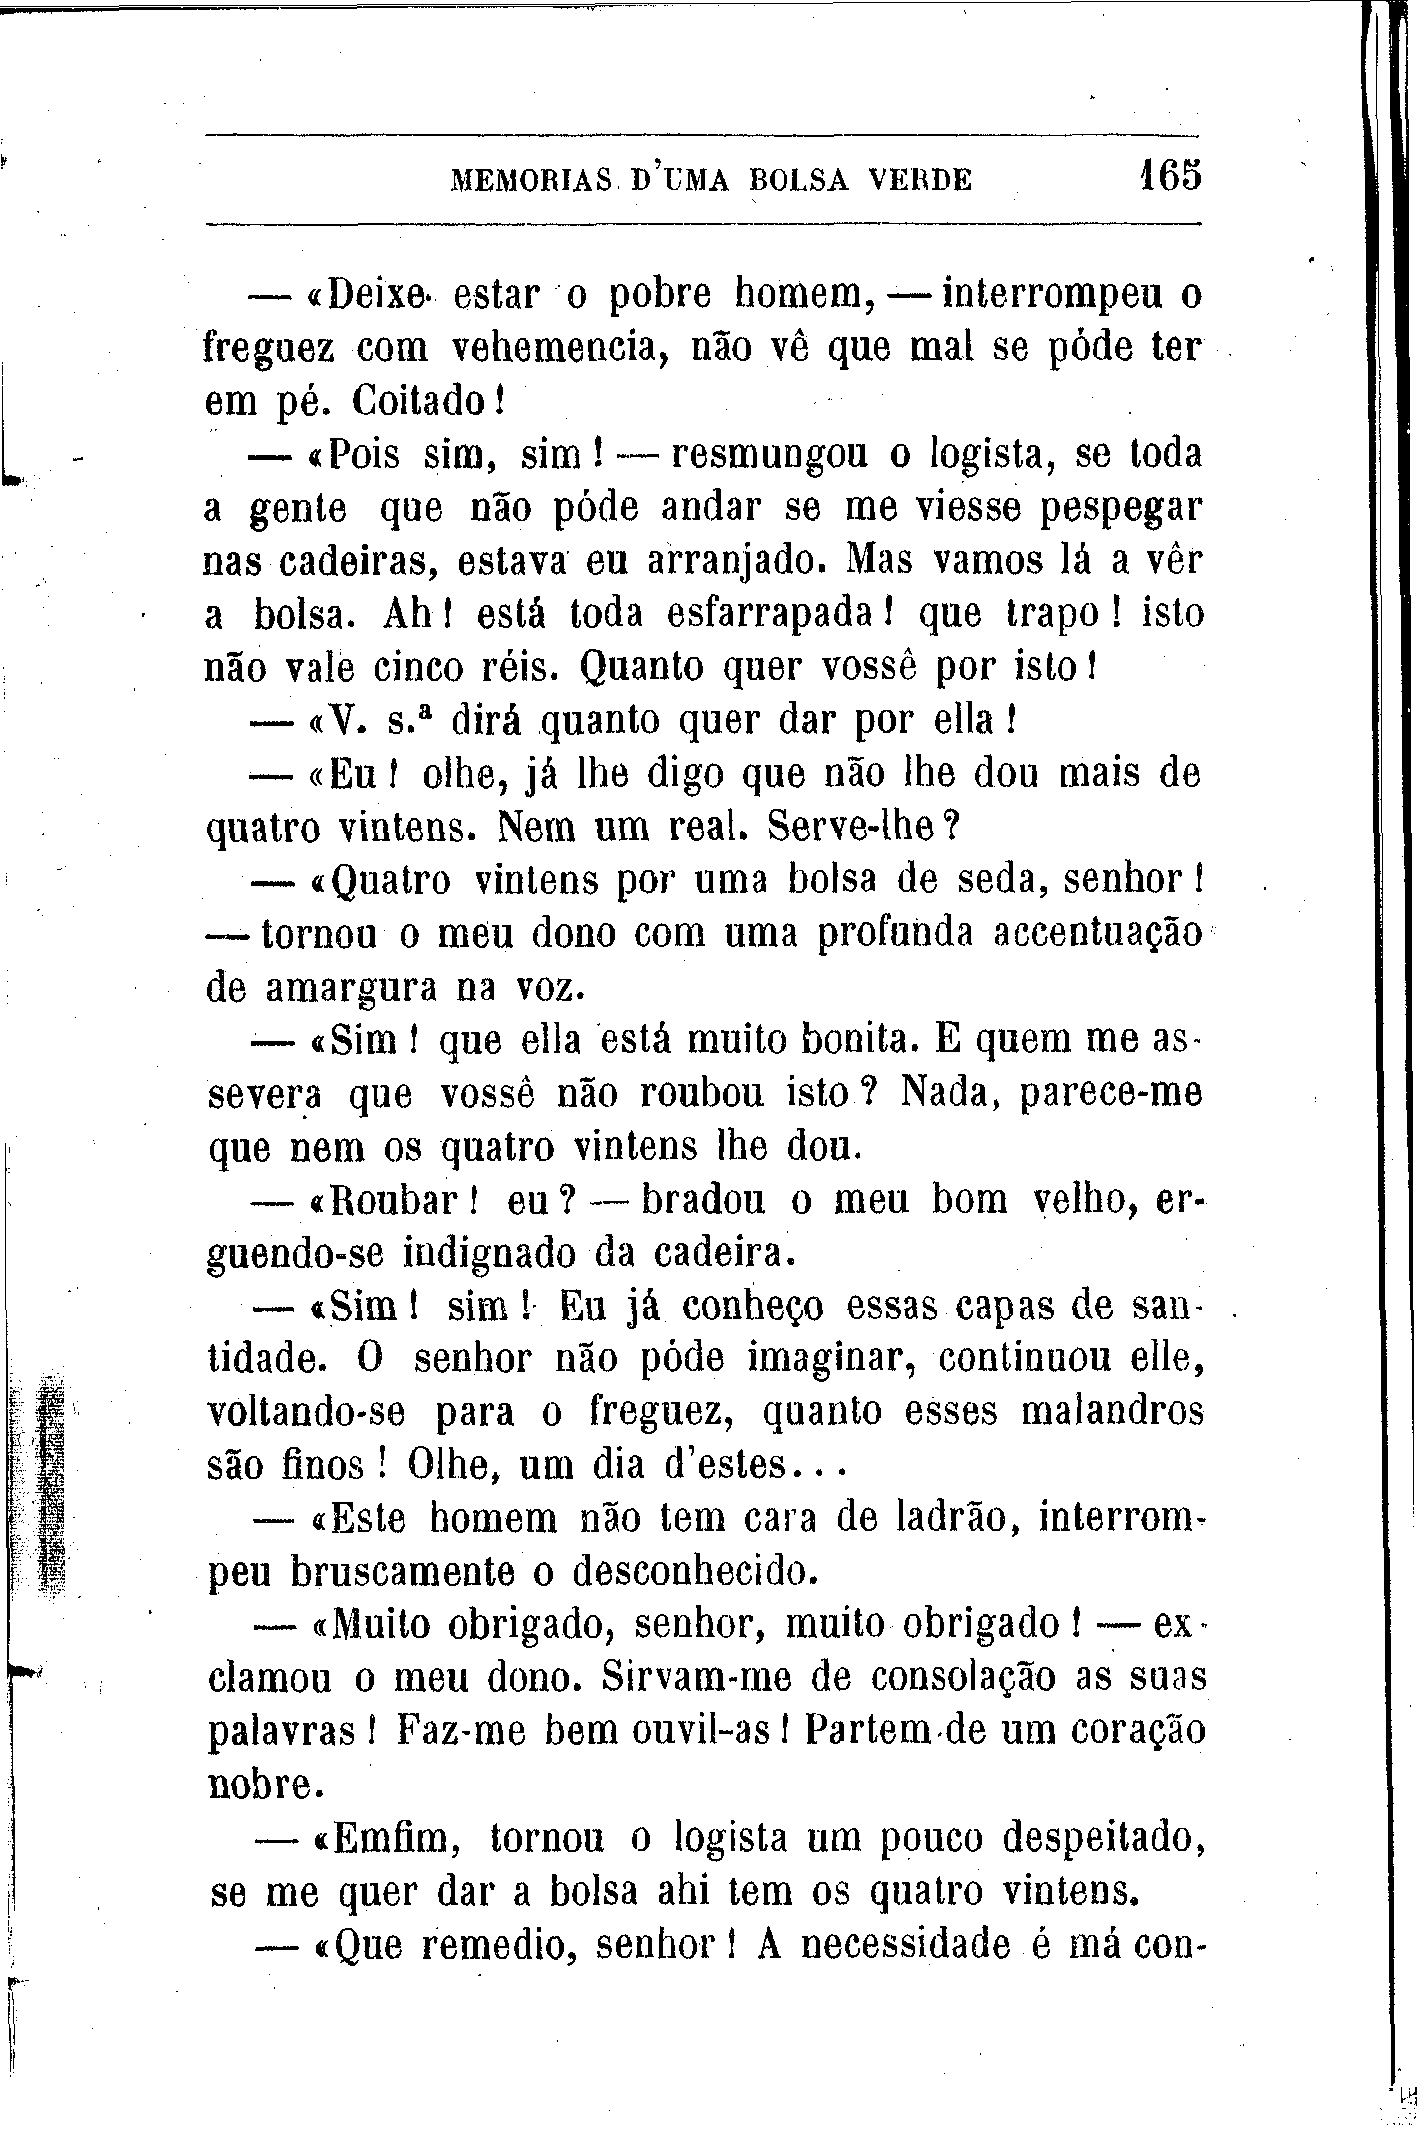 MEMORIAS D'UMA BOLSA VERDE 165
— «Deixe estar o pobre homem, — interrompeu o
freguez com vehemencia, não vê que mal se póde ter
em pé. Coitado!
— «Pois sim, sim! — resmungou o logista, se toda
a gente que não póde andar se me viesse pespegar
nas cadeiras, estava eu arranjado. Mas vamos lá a vêr
a bolsa. Ah! está toda esfarrapada! que trapo! isto
não vale cinco réis. Quanto quer vossê por isto!
— «V. s.ª dirá quanto quer dar por ella!
— «Eu! olhe, já lhe digo que não lhe dou mais de
quatro vintens. Nem um real. Serve-lhe?
— «Quatro vintens por uma bolsa de seda, senhor!
— tornou o meu dono com uma profunda accentuação
de amargura na voz.
— «Sim! que ella está muito bonita. E quem me as-
severa que vossê não roubou isto? Nada, parece-me
que nem os quatro vintens lhe dou.
— «Roubar! eu? — bradou o meu bom velho, er-
guendo-se indignado da cadeira.
— «Sim! sim! Eu já conheço essas capas de san-
tidade. O senhor não póde imaginar, continuou elle,
voltando-se para o freguez, quanto esses malandros
são finos! Olhe, um dia d'estes...
— «Este homem não tem cara de ladrão, interrom-
peu bruscamente o desconhecido.
— «Muito obrigado, senhor, muito obrigado! — ex-
clamou o meu dono. Sirvam-me de consolação as suas
palavras! Faz-me bem ouvil-as! Partem de um coração
nobre.
— «Emfim, tornou o logista um pouco despeitado,
se me quer dar a bolsa ahi tem os quatro vintens.
— «Que remedio, senhor! A necessidade é má con-